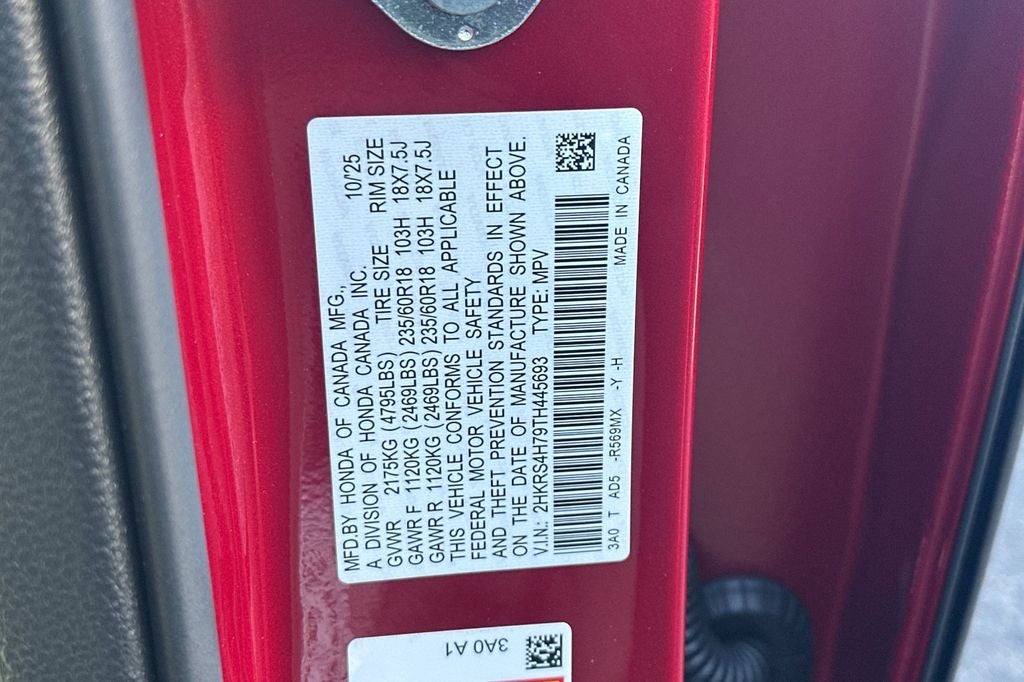 MFD.BY HONDA OF CANADA MFG., 10/'25
A DIVISION OF HONDA CANADA INC.
GVWR 2175KG (4795LBS) TIRE SIZE RIM SIZE
GAWR F 1120KG (2469LBS) 235/60R18 103H 18X7.5J
GAWR R 1120KG (2469LBS) 235/60R18 103H 18X7.5J
THIS VEHICLE CONFORMS TO ALL APPLICABLE
FEDERAL MOTOR VEHICLE SAFETY
AND THEFT PREVENTION STANDARDS IN EFFECT
ON THE DATE OF MANUFACTURE SHOWN ABOVE.
V.I.N.: 2HKRS4H79TH445693 TYPE: MPV
3A0 T AD5 -R569MX -Y -H MADE IN CANADA
3A0 A1